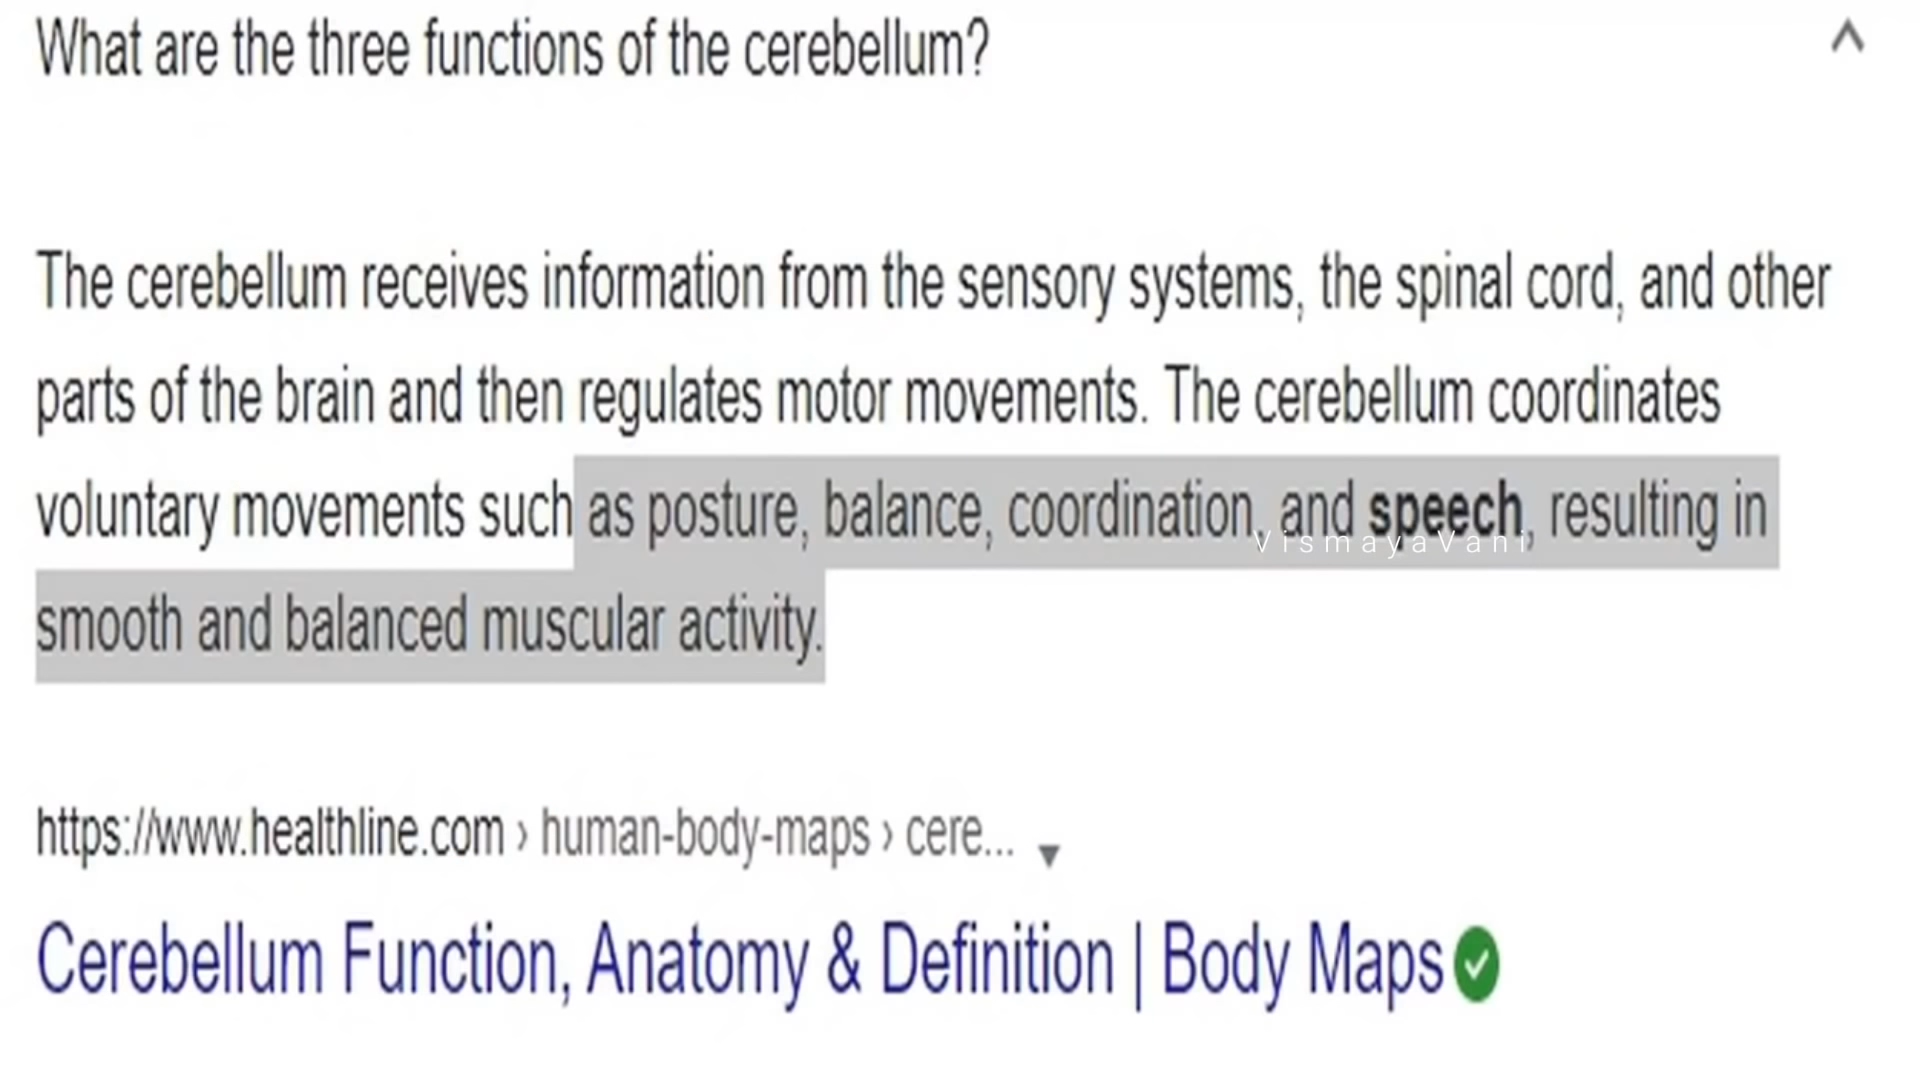 What are the three functions of the cerebellum?
The cerebellum receives information from the sensory systems, the spinal cord, and other
parts of the brain and then regulates motor movements. The cerebellum coordinates
voluntary movements such as posture, balance, coordination, and speech, resulting in
VismayaVani
smooth and balanced muscular activity.
https://www.healthline.com › human-body-maps › cere...
Cerebellum Function, Anatomy & Definition | Body Maps